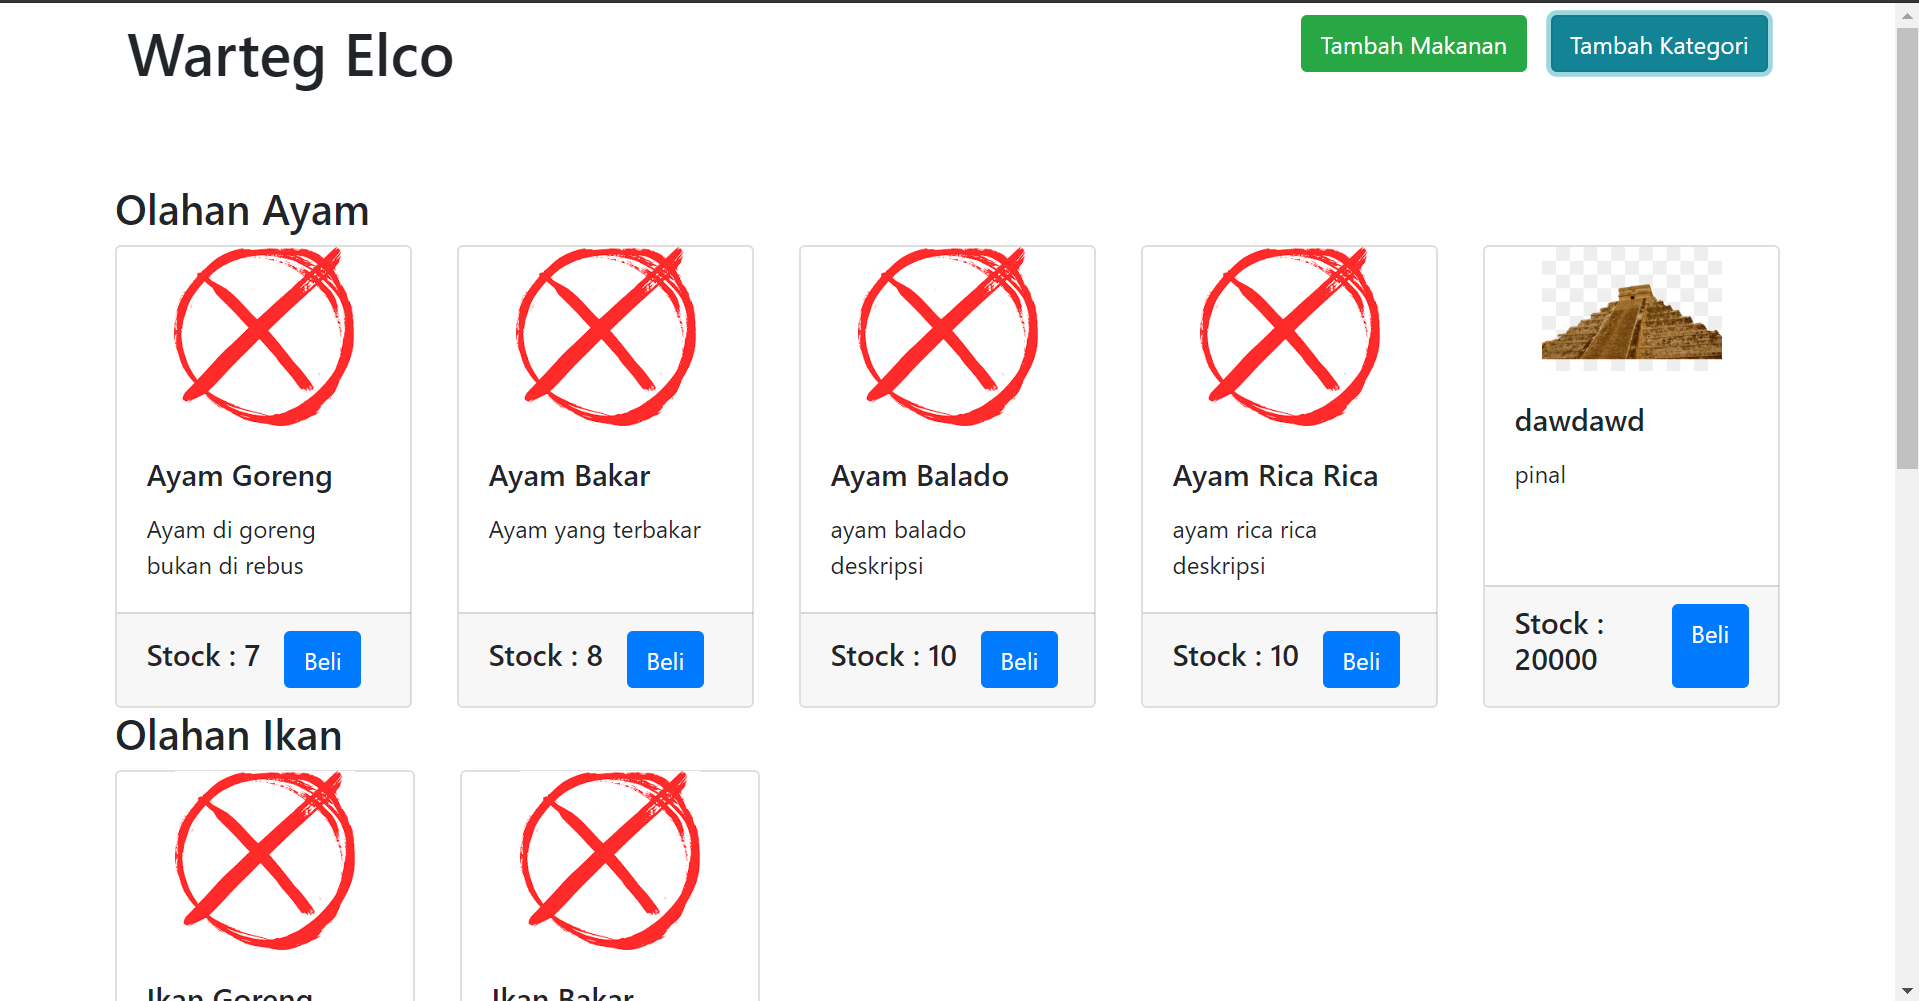 Warteg Elco
Tambah Makanan
Tambah Kategori
Olahan Ayam
Ayam Goreng
Ayam di goreng
bukan di rebus
Stock : 7
Beli
Ayam Bakar
Ayam yang terbakar
Stock : 8
Beli
Ayam Balado
ayam balado
deskripsi
Stock : 10
Beli
Ayam Rica Rica
ayam rica rica
deskripsi
Stock : 10
Beli
dawdawd
pinal
Stock :
20000
Beli
Olahan Ikan
Ikan Goreng
Ikan Bakar